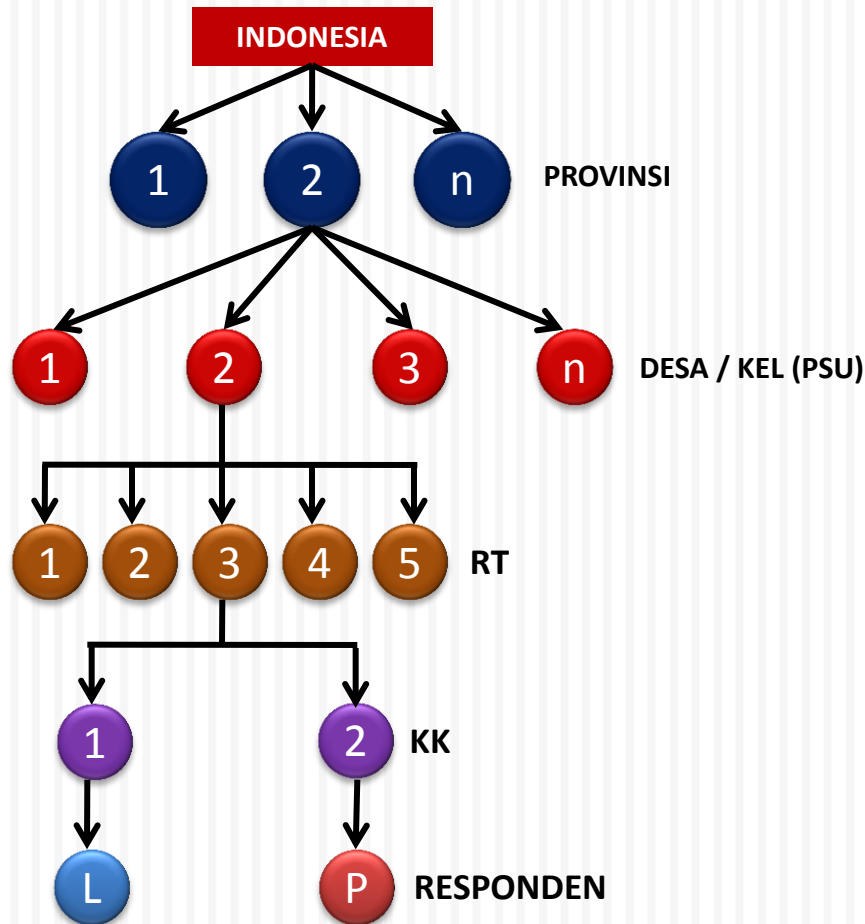 INDONESIA
1 2 n PROVINSI
1 2 3 n DESA / KEL (PSU)
1 2 3 4 5 RT
1 2 KK
L P RESPONDEN